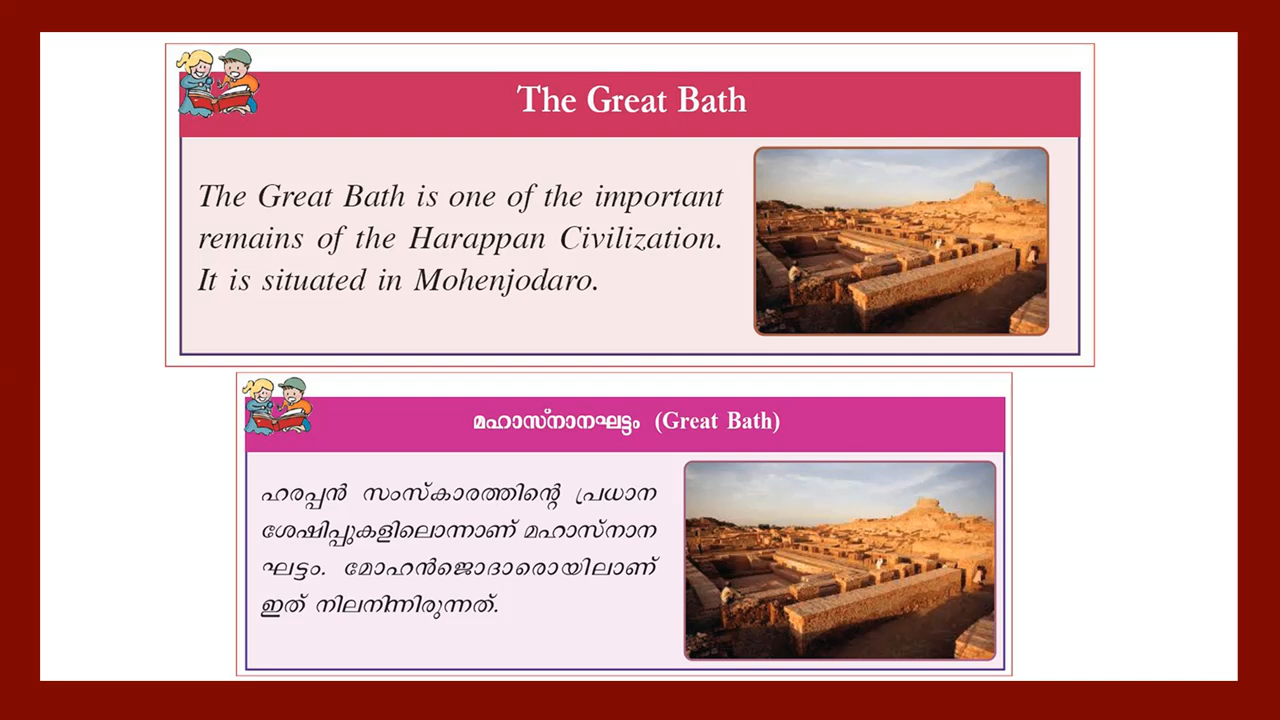 The Great Bath
The Great Bath is one of the important
remains of the Harappan Civilization.
It is situated in Mohenjodaro.
മഹാസ്നാനഘട്ടം (Great Bath)
ഹരപ്പൻ സംസ്കാരത്തിന്റെ പ്രധാന
ശേഷിപ്പുകളിലൊന്നാണ് മഹാസ്നാന
ഘട്ടം. മോഹൻജൊദാരൊയിലാണ്
ഇത് നിലനിന്നിരുന്നത്.